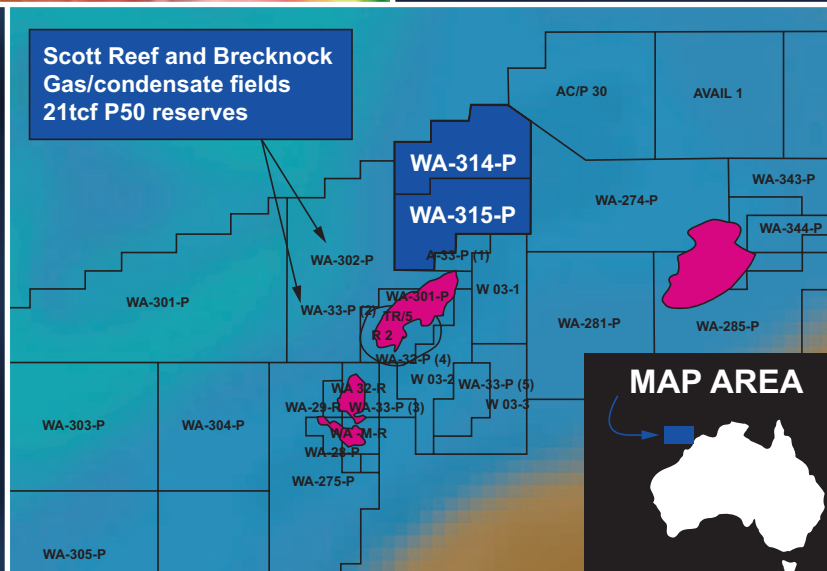 Scott Reef and Brecknock
Gas/condensate fields
21tcf P50 reserves
AC/P 30
AVAIL 1
WA-314-P
WA-343-P
WA-315-P
WA-274-P
WA-344-P
A-33-P (1)
WA-302-P
WA-301-P
WA-301-P
W 03-1
WA-33-P (2)
TR/5
R 2
WA-281-P
WA-285-P
WA-32-P (4)
W 03-2
WA-33-P (5)
WA 32-R
WA-29-R
WA-33-P (3)
W 03-3
MAP AREA
WA-303-P
WA-304-P
WA -M-R
WA-28-P
WA-275-P
WA-305-P